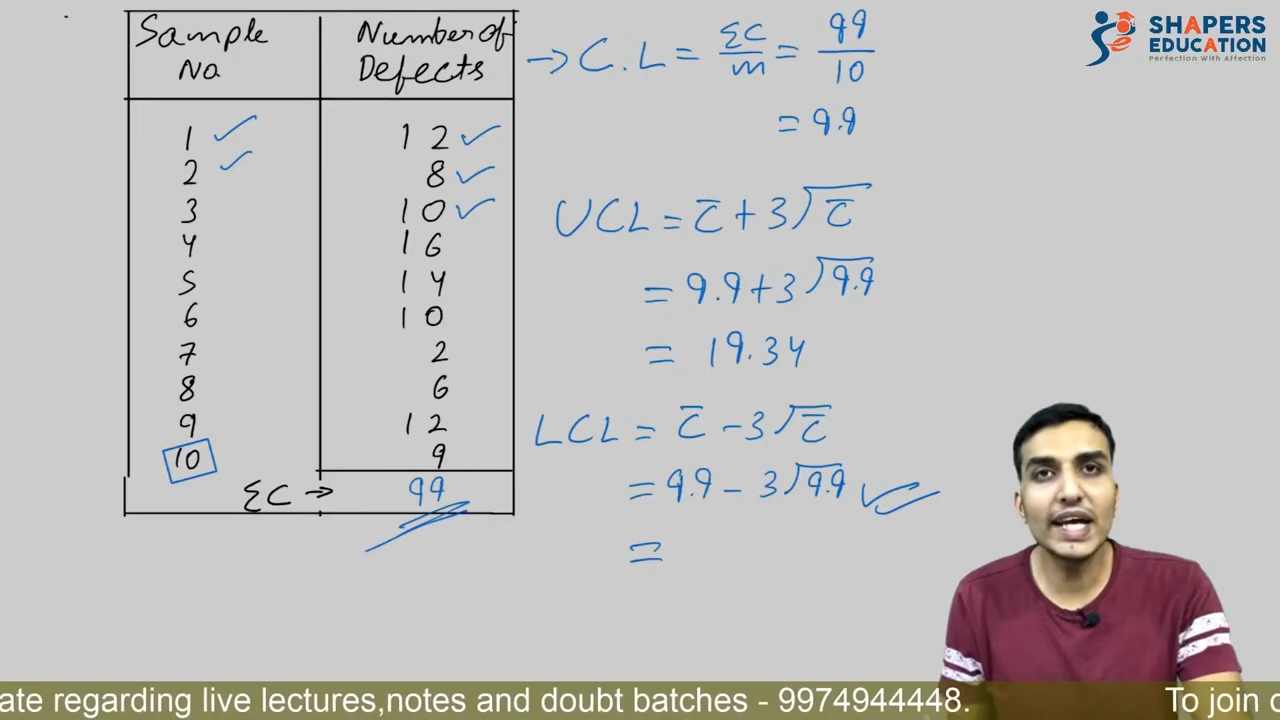 SHAPERS
EDUCATION
Perfection With Affection
Sample No. Number of Defects
1 12
2 8
3 10
4 16
5 14
6 10
7 2
8 6
9 12
10 9
ΣC → 99
→ C.L = ΣC/m = 99/10
= 9.9
UCL = c̄ + 3√c̄
= 9.9 + 3√9.9
= 19.34
LCL = c̄ - 3√c̄
= 9.9 - 3√9.9
=
ate regarding live lectures,notes and doubt batches - 9974944448. To join